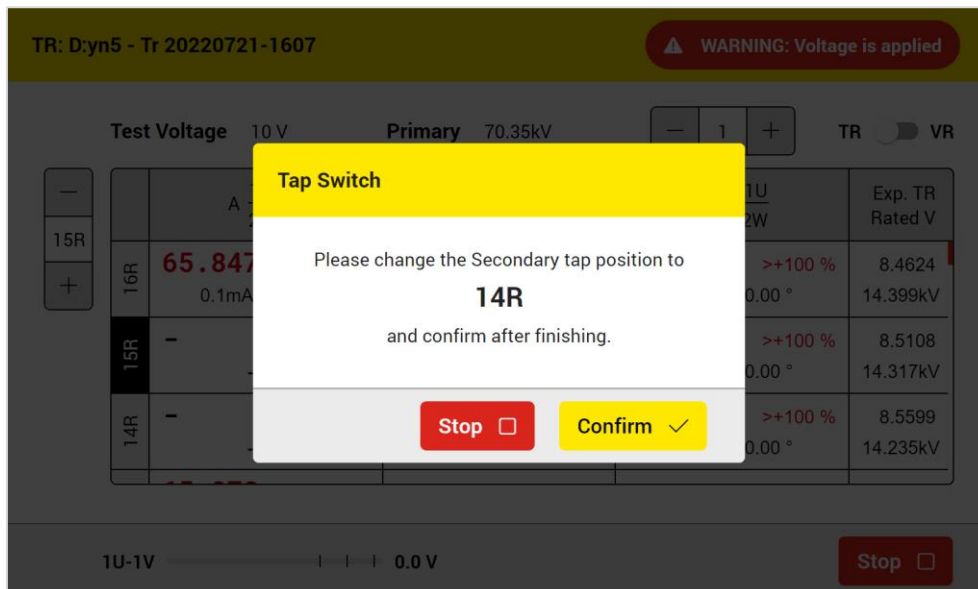 TR: D:yn5 - Tr 20220721-1607
WARNING: Voltage is applied
Test Voltage 10 V Primary 70.35kV 1 TR VR
A 1U Exp. TR
2W Rated V
15R
Tap Switch
Please change the Secondary tap position to
14R
and confirm after finishing.
Stop Confirm
16R 65.847 >+100 % 8.4624
0.1mA 0.00 ° 14.399kV
15R - >+100 % 8.5108
0.00 ° 14.317kV
14R - >+100 % 8.5599
0.00 ° 14.235kV
1U-1V 0.0 V
Stop